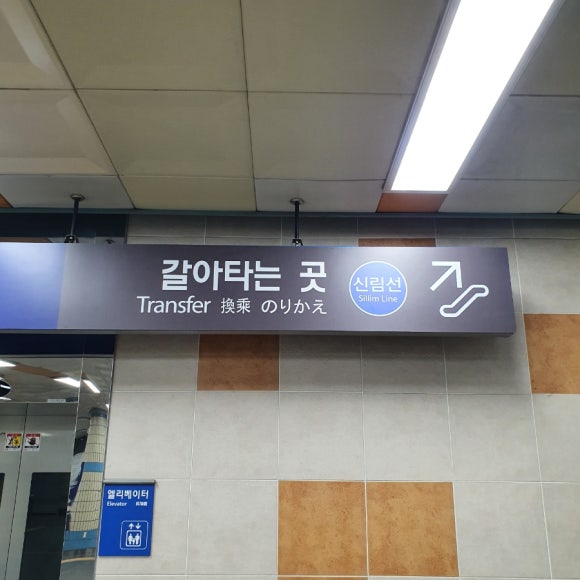 갈아타는 곳
Transfer 換乘 のりかえ
신림선
Sillim Line
엘리베이터
Elevator